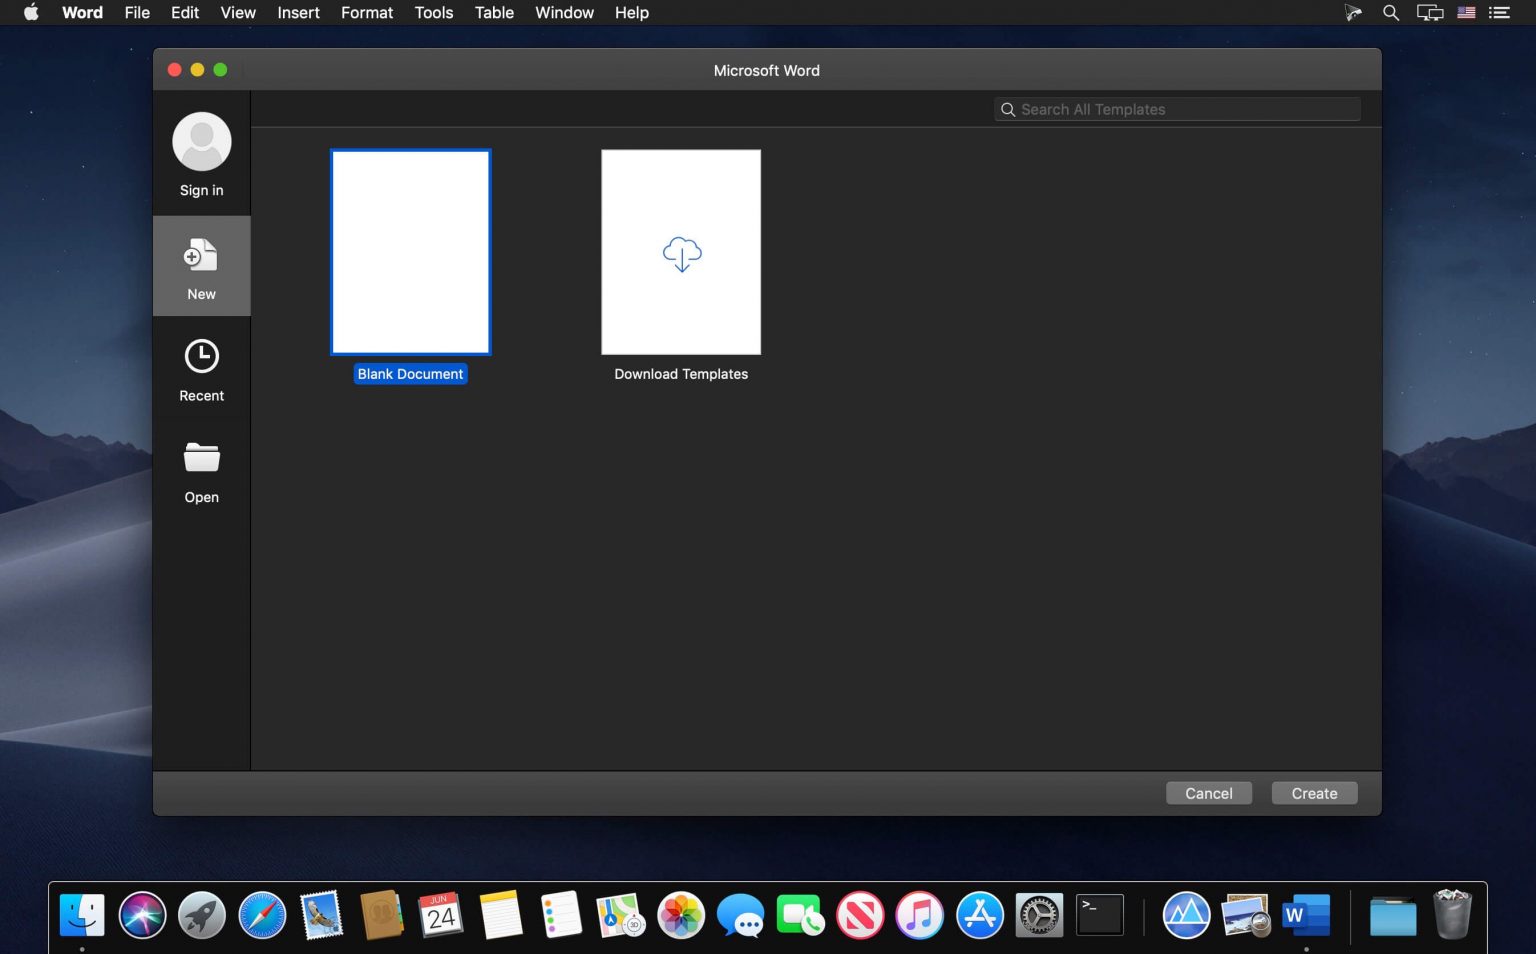 Word File Edit View Insert Format Tools Table Window Help
Microsoft Word
Search All Templates
Sign in
New
Recent
Open
Blank Document
Download Templates
Cancel Create
JUN
24
3D
>_
W